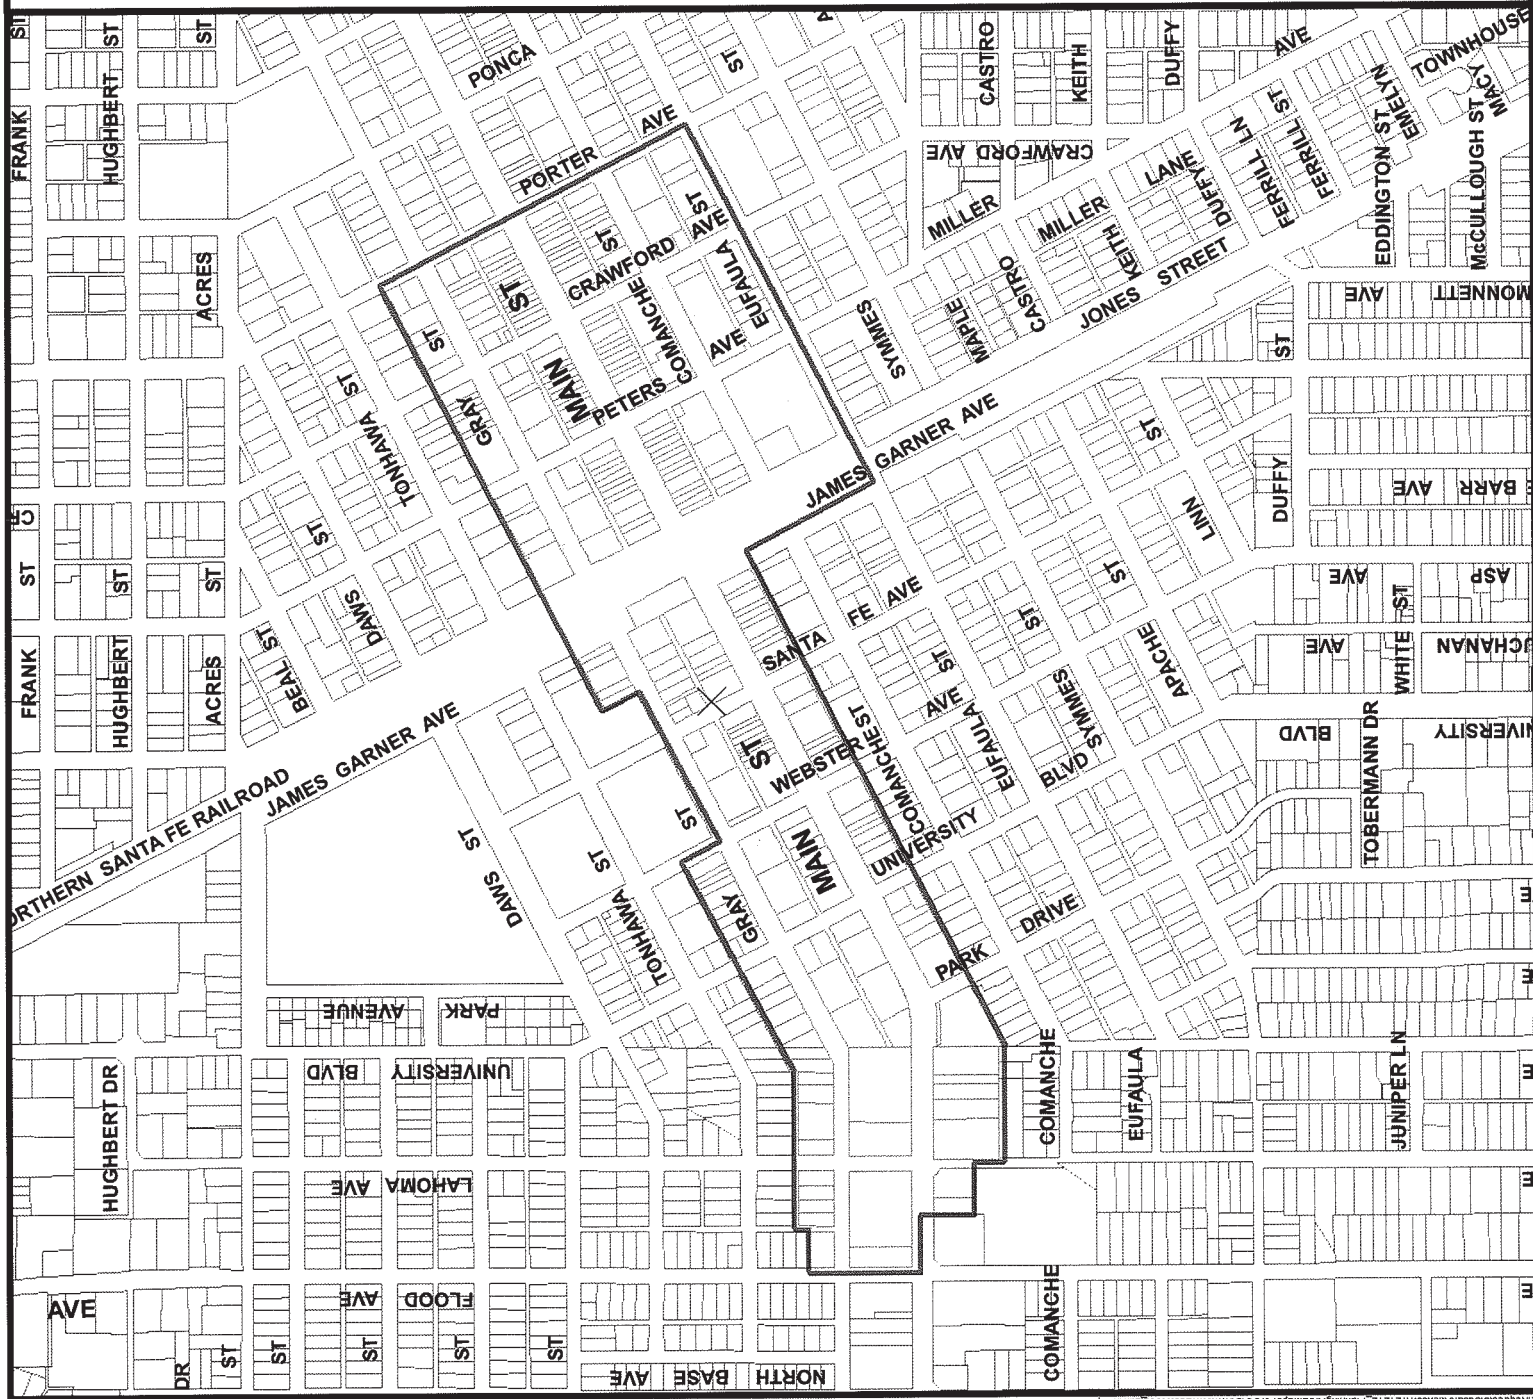 ST
ST
ST
HUGHBERT
FRANK
PONCA
ST
A
CASTRO
KEITH
DUFFY
AVE
TOWNHOUSE
MACY
EMELYN
EDDINGTON ST
McCULLOUGH ST
FERRILL ST
FERRILL LN
CRAWFORD AVE
PORTER AVE
MILLER LANE
MILLER
DUFFY
KEITH
CASTRO
MAPLE
SYMMES
JONES STREET
MONNETT AVE
ACRES
ST
ST
CRAWFORD AVE
ST
EUFAULA
COMANCHE
PETERS AVE
MAIN
ST
GRAY
ST
TONHAWA
ST
DAWS
ST
BEAL ST
JAMES GARNER AVE
ST
LINN
DUFFY
ST
BARR AVE
ASP AVE
WHITE ST
UCHANAN AVE
FRANK ST
HUGHBERT ST
ACRES ST
SANTA FE AVE
ST
SYMMES
ST
APACHE
ST
EUFAULA
WEBSTER AVE
COMANCHE ST
UNIVERSITY BLVD
NIVERSITY BLVD
TOBERMANN DR
MAIN ST
GRAY ST
TONHAWA ST
DAWS ST
ORTHERN SANTA FE RAILROAD
JAMES GARNER AVE
PARK DRIVE
PARK AVENUE
UNIVERSITY BLVD
HUGHBERT DR
COMANCHE
EUFAULA
JUNIPER LN
E
E
E
E
E
LAHOMA AVE
FLOOD AVE
AVE
DR
ST
ST
ST
ST
ST
NORTH BASE AVE
COMANCHE